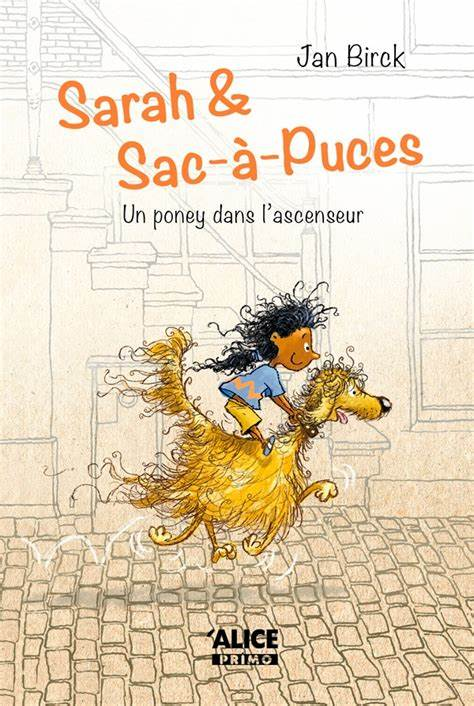 Jan Birck
Sarah &
Sac-à-Puces
Un poney dans l'ascenseur
'ALICE
PRIMO